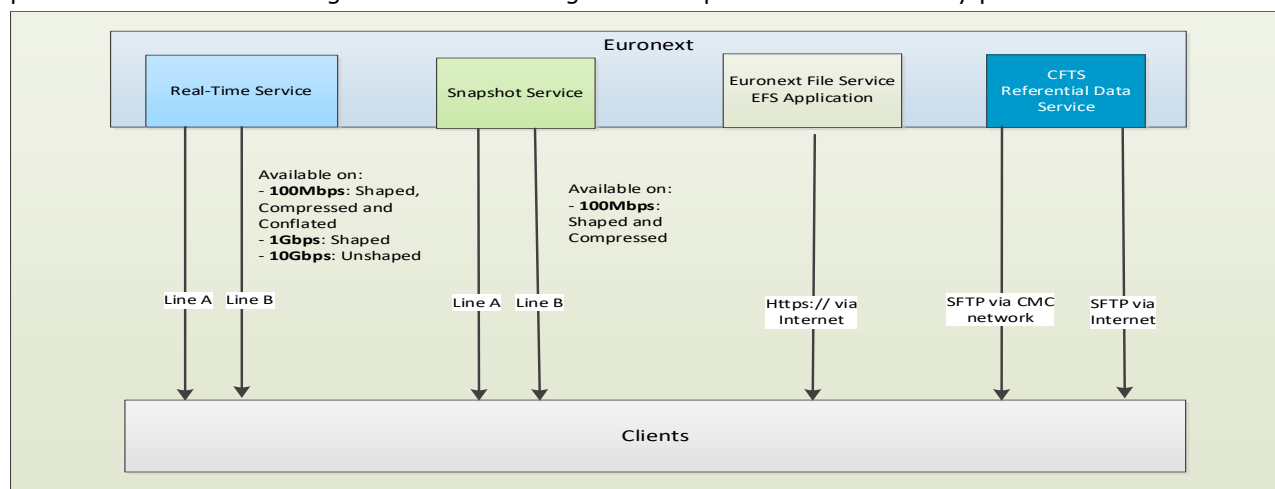 Euronext
Real-Time Service
Snapshot Service
Euronext File Service
EFS Application
CFTS
Referential Data
Service
Available on:
- 100Mbps: Shaped,
Compressed and
Conflated
- 1Gbps: Shaped
- 10Gbps: Unshaped
Available on:
- 100Mbps:
Shaped and
Compressed
Line A
Line B
Line A
Line B
Https:// via
Internet
SFTP via CMC
network
SFTP via
Internet
Clients